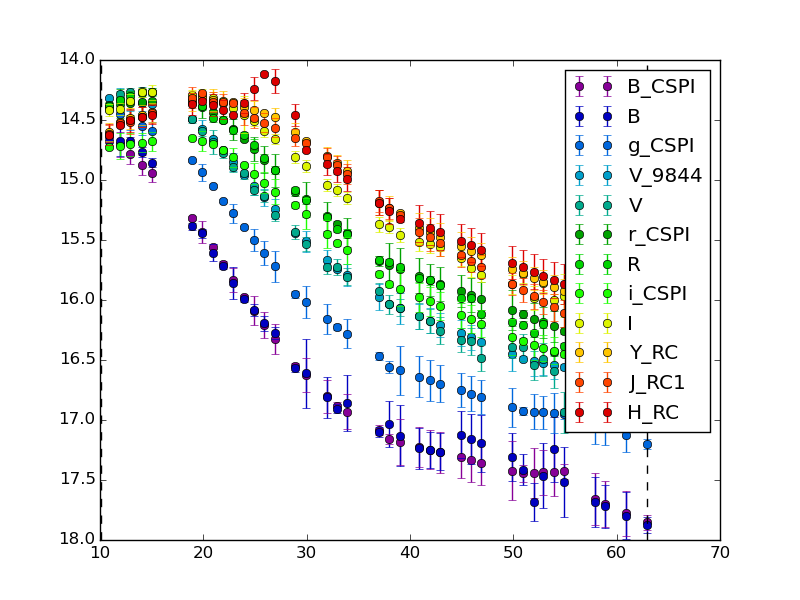 14.0
14.5
15.0
15.5
16.0
16.5
17.0
17.5
18.0
10
20
30
40
50
60
70
B_CSPI
B
g_CSPI
V_9844
V
r_CSPI
R
i_CSPI
I
Y_RC
J_RC1
H_RC